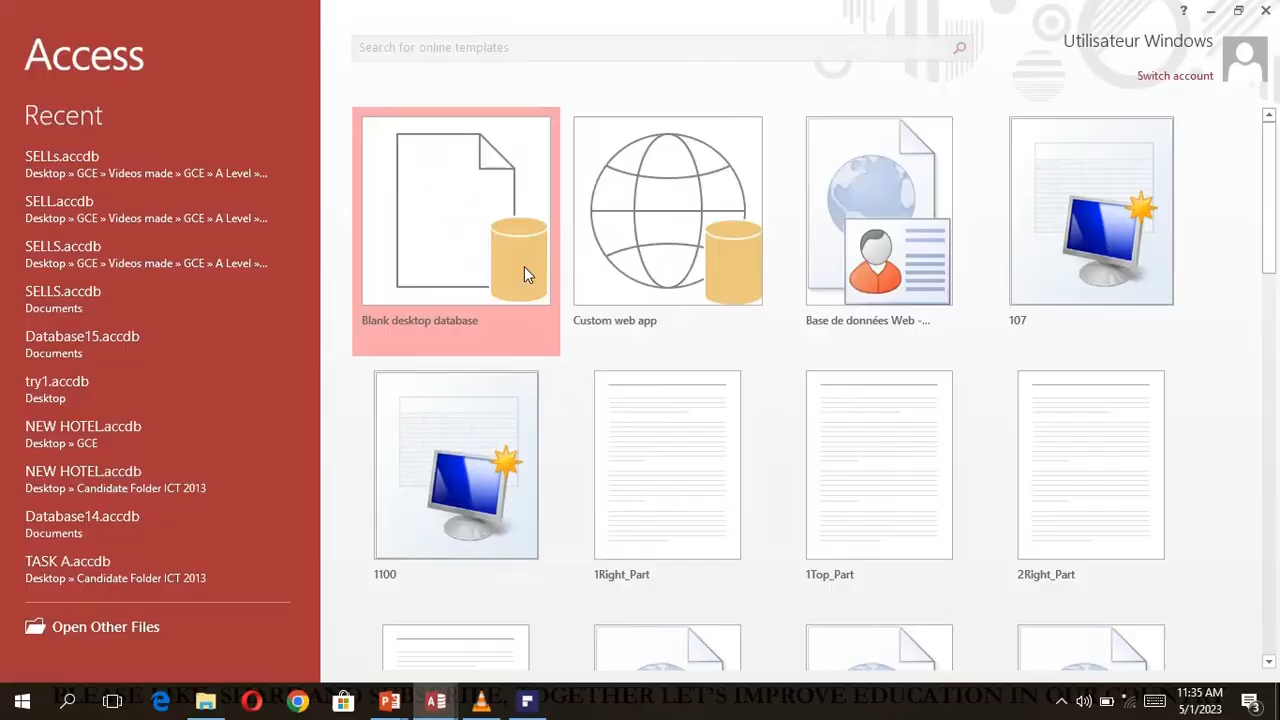 ?
Access
Search for online templates
Utilisateur Windows
Switch account
Recent
SELLs.accdb
Desktop » GCE » Videos made » GCE » A Level »...
SELL.accdb
Desktop » GCE » Videos made » GCE » A Level »...
SELLS.accdb
Desktop » GCE » Videos made » GCE » A Level »...
SELLS.accdb
Documents
Database15.accdb
Documents
try1.accdb
Desktop
NEW HOTEL.accdb
Desktop » GCE
NEW HOTEL.accdb
Desktop » Candidate Folder ICT 2013
Database14.accdb
Documents
TASK A.accdb
Desktop » Candidate Folder ICT 2013
Open Other Files
Blank desktop database
Custom web app
Base de données Web -...
107
1100
1Right_Part
1Top_Part
2Right_Part
TOGETHER LET'S IMPROVE EDUCATION IN
11:35 AM
5/1/2023
3